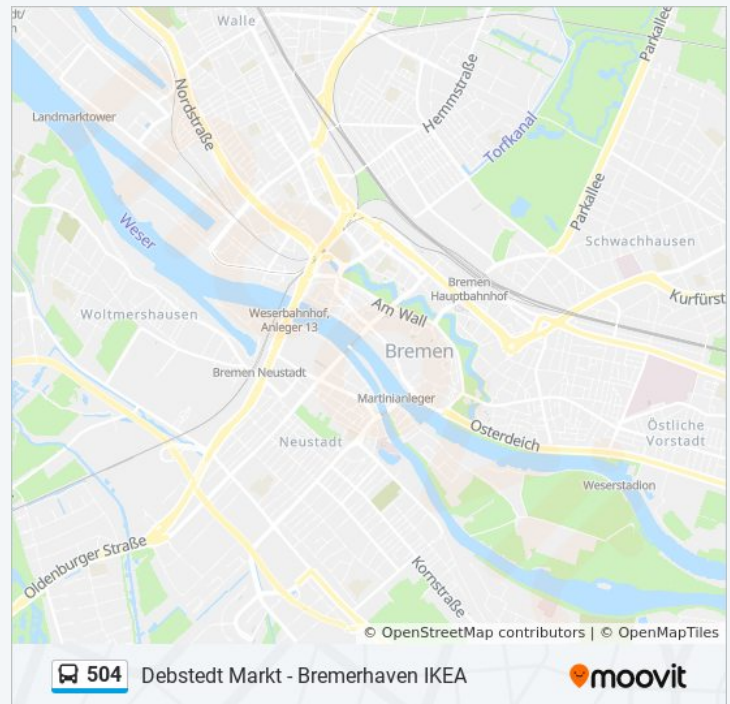 dt/
n
Walle
Parkallee
Hemmstraße
Nordstraße
Landmarktower
Torfkanal
Parkallee
Weser
Schwachhausen
Bremen
Hauptbahnhof
Kurfürst
Am Wall
Woltmershausen
Weserbahnhof,
Anleger 13
Bremen
Bremen Neustadt
Martinianleger
Osterdeich
Östliche
Vorstadt
Neustadt
Weserstadion
Oldenburger Straße
Kornstraße
© OpenStreetMap contributors | © OpenMapTiles
504 Debstedt Markt - Bremerhaven IKEA moovit